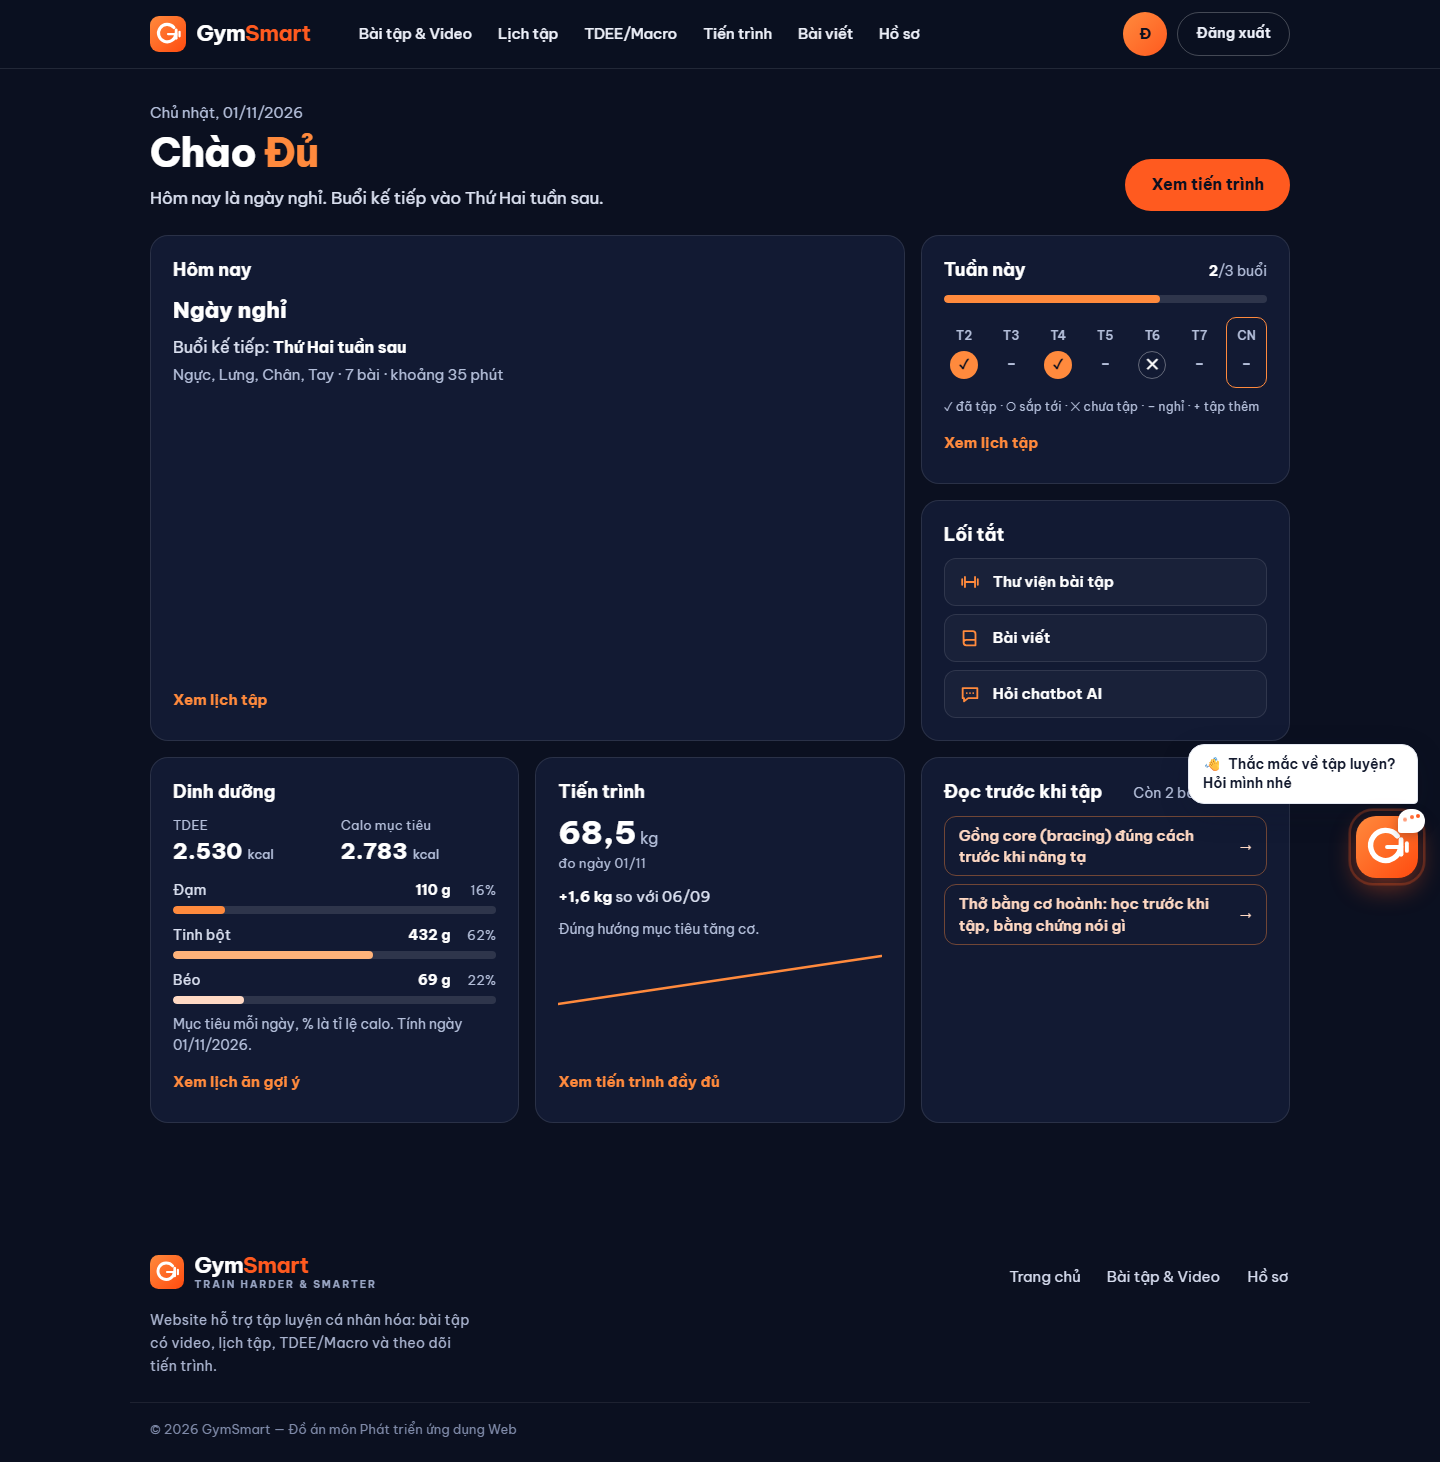 GymSmart
Bài tập & Video
Lịch tập
TDEE/Macro
Tiến trình
Bài viết
Hồ sơ
Đ
Đăng xuất
Chủ nhật, 01/11/2026
Chào Đủ
Hôm nay là ngày nghỉ. Buổi kế tiếp vào Thứ Hai tuần sau.
Xem tiến trình
Hôm nay
Ngày nghỉ
Buổi kế tiếp: Thứ Hai tuần sau
Ngực, Lưng, Chân, Tay · 7 bài · khoảng 35 phút
Xem lịch tập
Tuần này
2/3 buổi
T2 T3 T4 T5 T6 T7 CN
✓ – ✓ – ✕ – –
✓ đã tập · ○ sắp tới · ✕ chưa tập · – nghỉ · + tập thêm
Xem lịch tập
Lối tắt
Thư viện bài tập
Bài viết
Hỏi chatbot AI
Dinh dưỡng
TDEE
2.530 kcal
Calo mục tiêu
2.783 kcal
Đạm 110 g 16%
Tinh bột 432 g 62%
Béo 69 g 22%
Mục tiêu mỗi ngày, % là tỉ lệ calo. Tính ngày
01/11/2026.
Xem lịch ăn gợi ý
Tiến trình
68,5 kg
đo ngày 01/11
+1,6 kg so với 06/09
Đúng hướng mục tiêu tăng cơ.
Xem tiến trình đầy đủ
Đọc trước khi tập
Còn 2
Gồng core (bracing) đúng cách
trước khi nâng tạ
→
Thở bằng cơ hoành: học trước khi
tập, bằng chứng nói gì
→
👋 Thắc mắc về tập luyện?
Hỏi mình nhé
GymSmart
TRAIN HARDER & SMARTER
Website hỗ trợ tập luyện cá nhân hóa: bài tập
có video, lịch tập, TDEE/Macro và theo dõi
tiến trình.
Trang chủ
Bài tập & Video
Hồ sơ
© 2026 GymSmart — Đồ án môn Phát triển ứng dụng Web